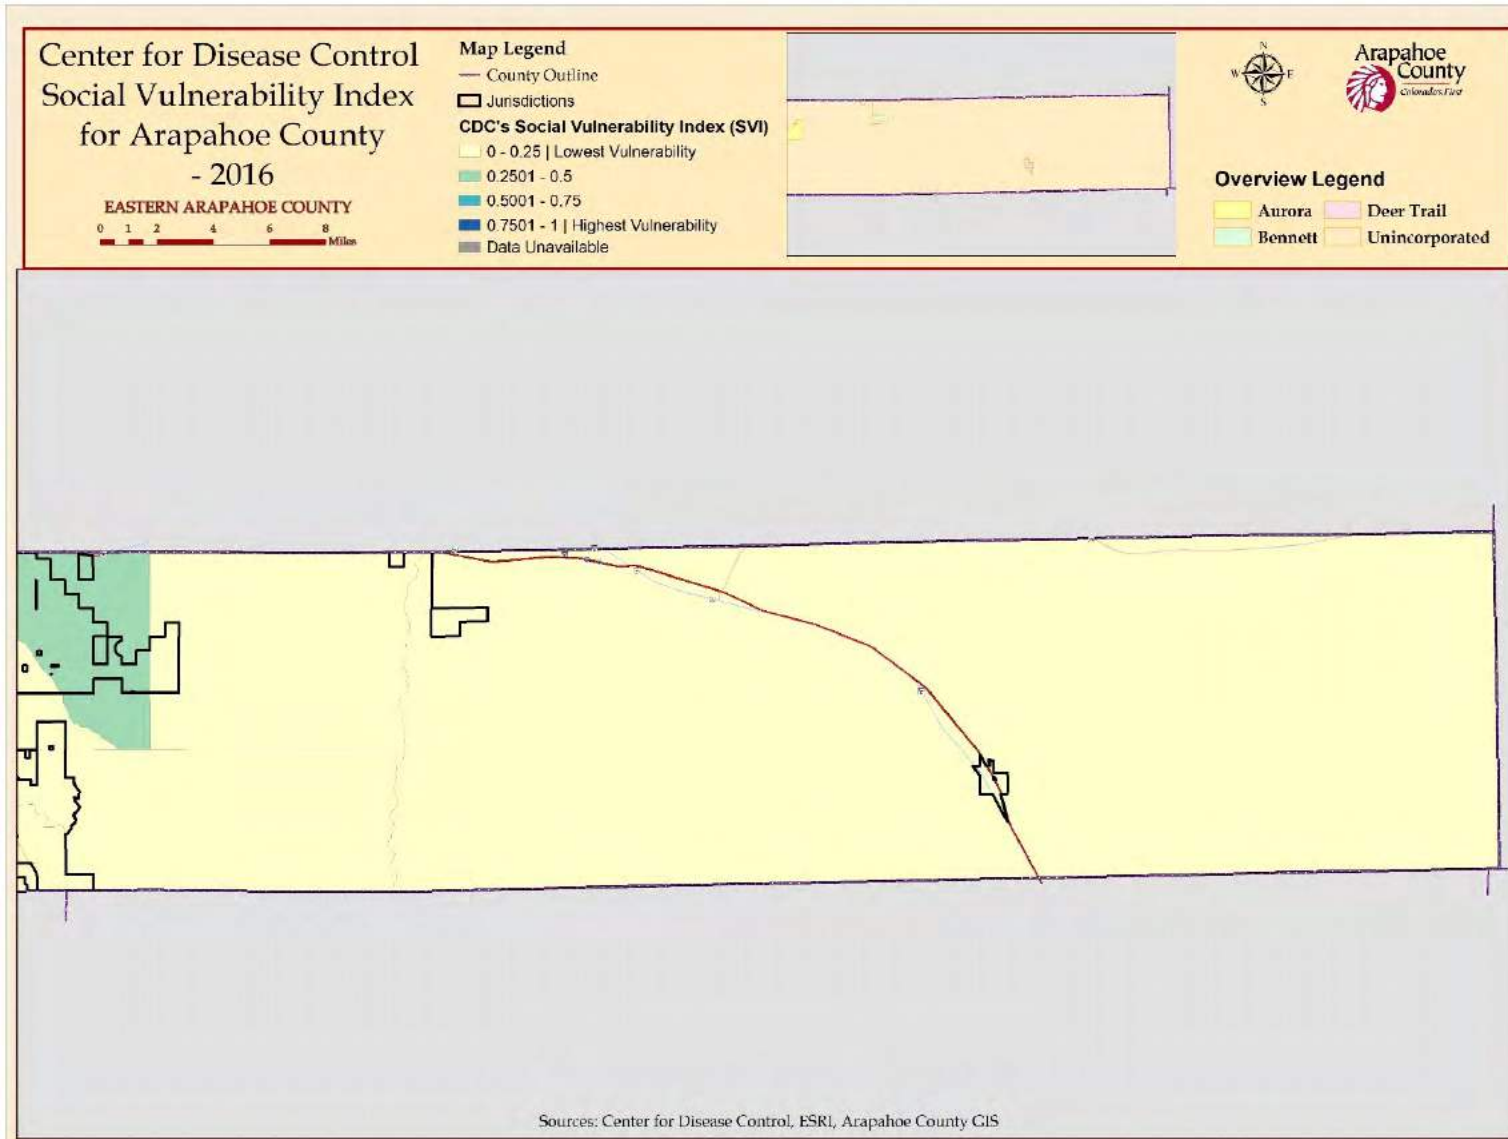 Center for Disease Control
Social Vulnerability Index
for Arapahoe County
- 2016
EASTERN ARAPAHOE COUNTY
0 1 2 4 6 8
Miles
Map Legend
County Outline
Jurisdictions
CDC's Social Vulnerability Index (SVI)
0 - 0.25 | Lowest Vulnerability
0.2501 - 0.5
0.5001 - 0.75
0.7501 - 1 | Highest Vulnerability
Data Unavailable
N
W E
S
Arapahoe
County
Colorado's First
Overview Legend
Aurora Deer Trail
Bennett Unincorporated
Sources: Center for Disease Control, ESRI, Arapahoe County GIS